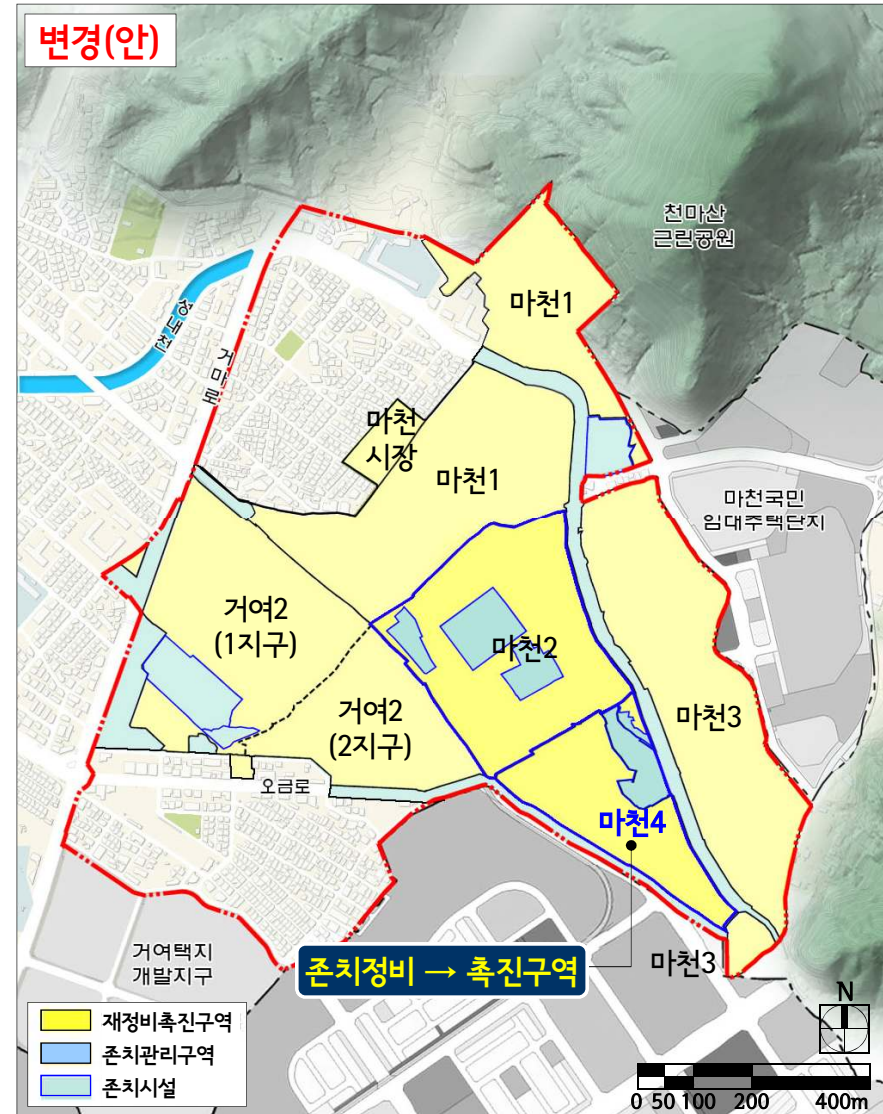 변경(안)
천마산
근린공원
마천1
성내천
거마로
마천
시장
마천1
마천국민
임대주택단지
거여2
(1지구)
마천2
거여2
(2지구)
마천3
오금로
마천4
거여택지
개발지구
존치정비 → 촉진구역
마천3
재정비촉진구역
존치관리구역
존치시설
N
0 50 100 200 400m